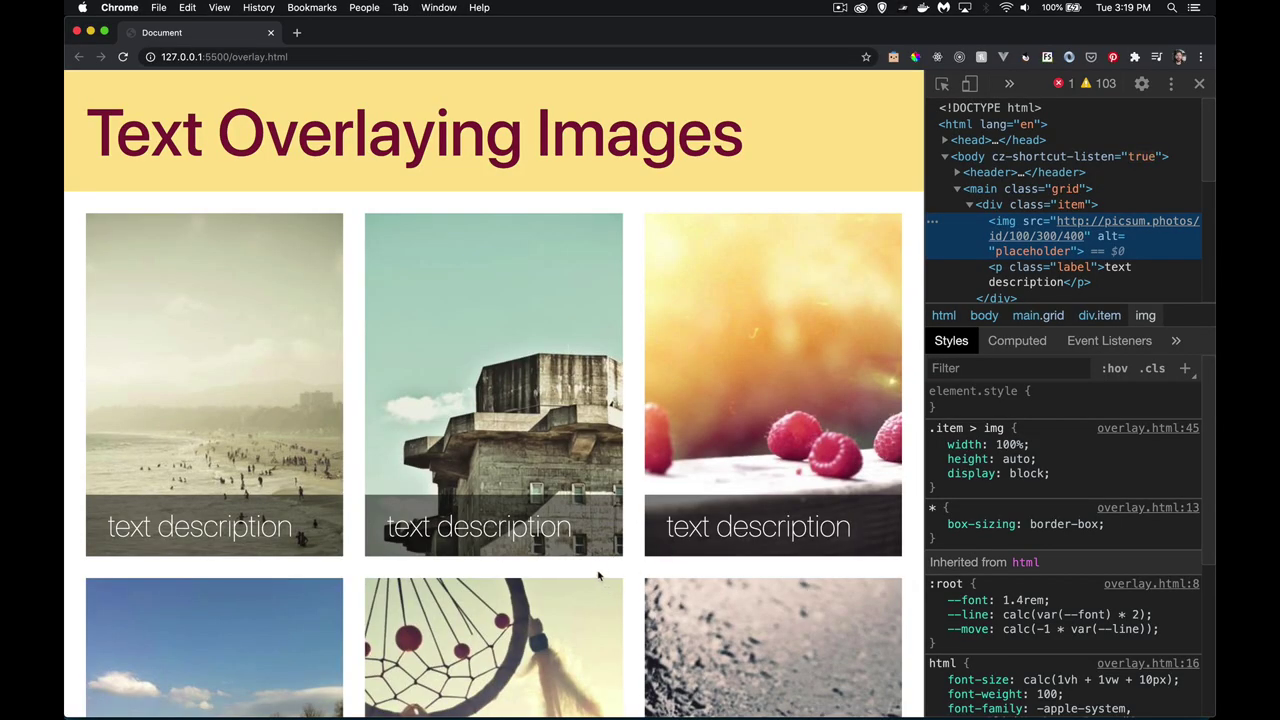 Chrome File Edit View History Bookmarks People Tab Window Help 100% Tue 3:19 PM
Document
127.0.0.1:5500/overlay.html
Text Overlaying Images
text description
text description
text description
1 103
<!DOCTYPE html>
<html lang="en">
<head>…</head>
<body cz-shortcut-listen="true">
<header>…</header>
<main class="grid">
<div class="item">
<img src="http://picsum.photos/
id/100/300/400" alt=
"placeholder"> == $0
<p class="label">text
description</p>
</div>
html body main.grid div.item img
Styles Computed Event Listeners
Filter :hov .cls
element.style {
}
.item > img { overlay.html:45
width: 100%;
height: auto;
display: block;
}
* { overlay.html:13
box-sizing: border-box;
}
Inherited from html
:root { overlay.html:8
--font: 1.4rem;
--line: calc(var(--font) * 2);
--move: calc(-1 * var(--line));
}
html { overlay.html:16
font-size: calc(1vh + 1vw + 10px);
font-weight: 100;
font-family: -apple-system,